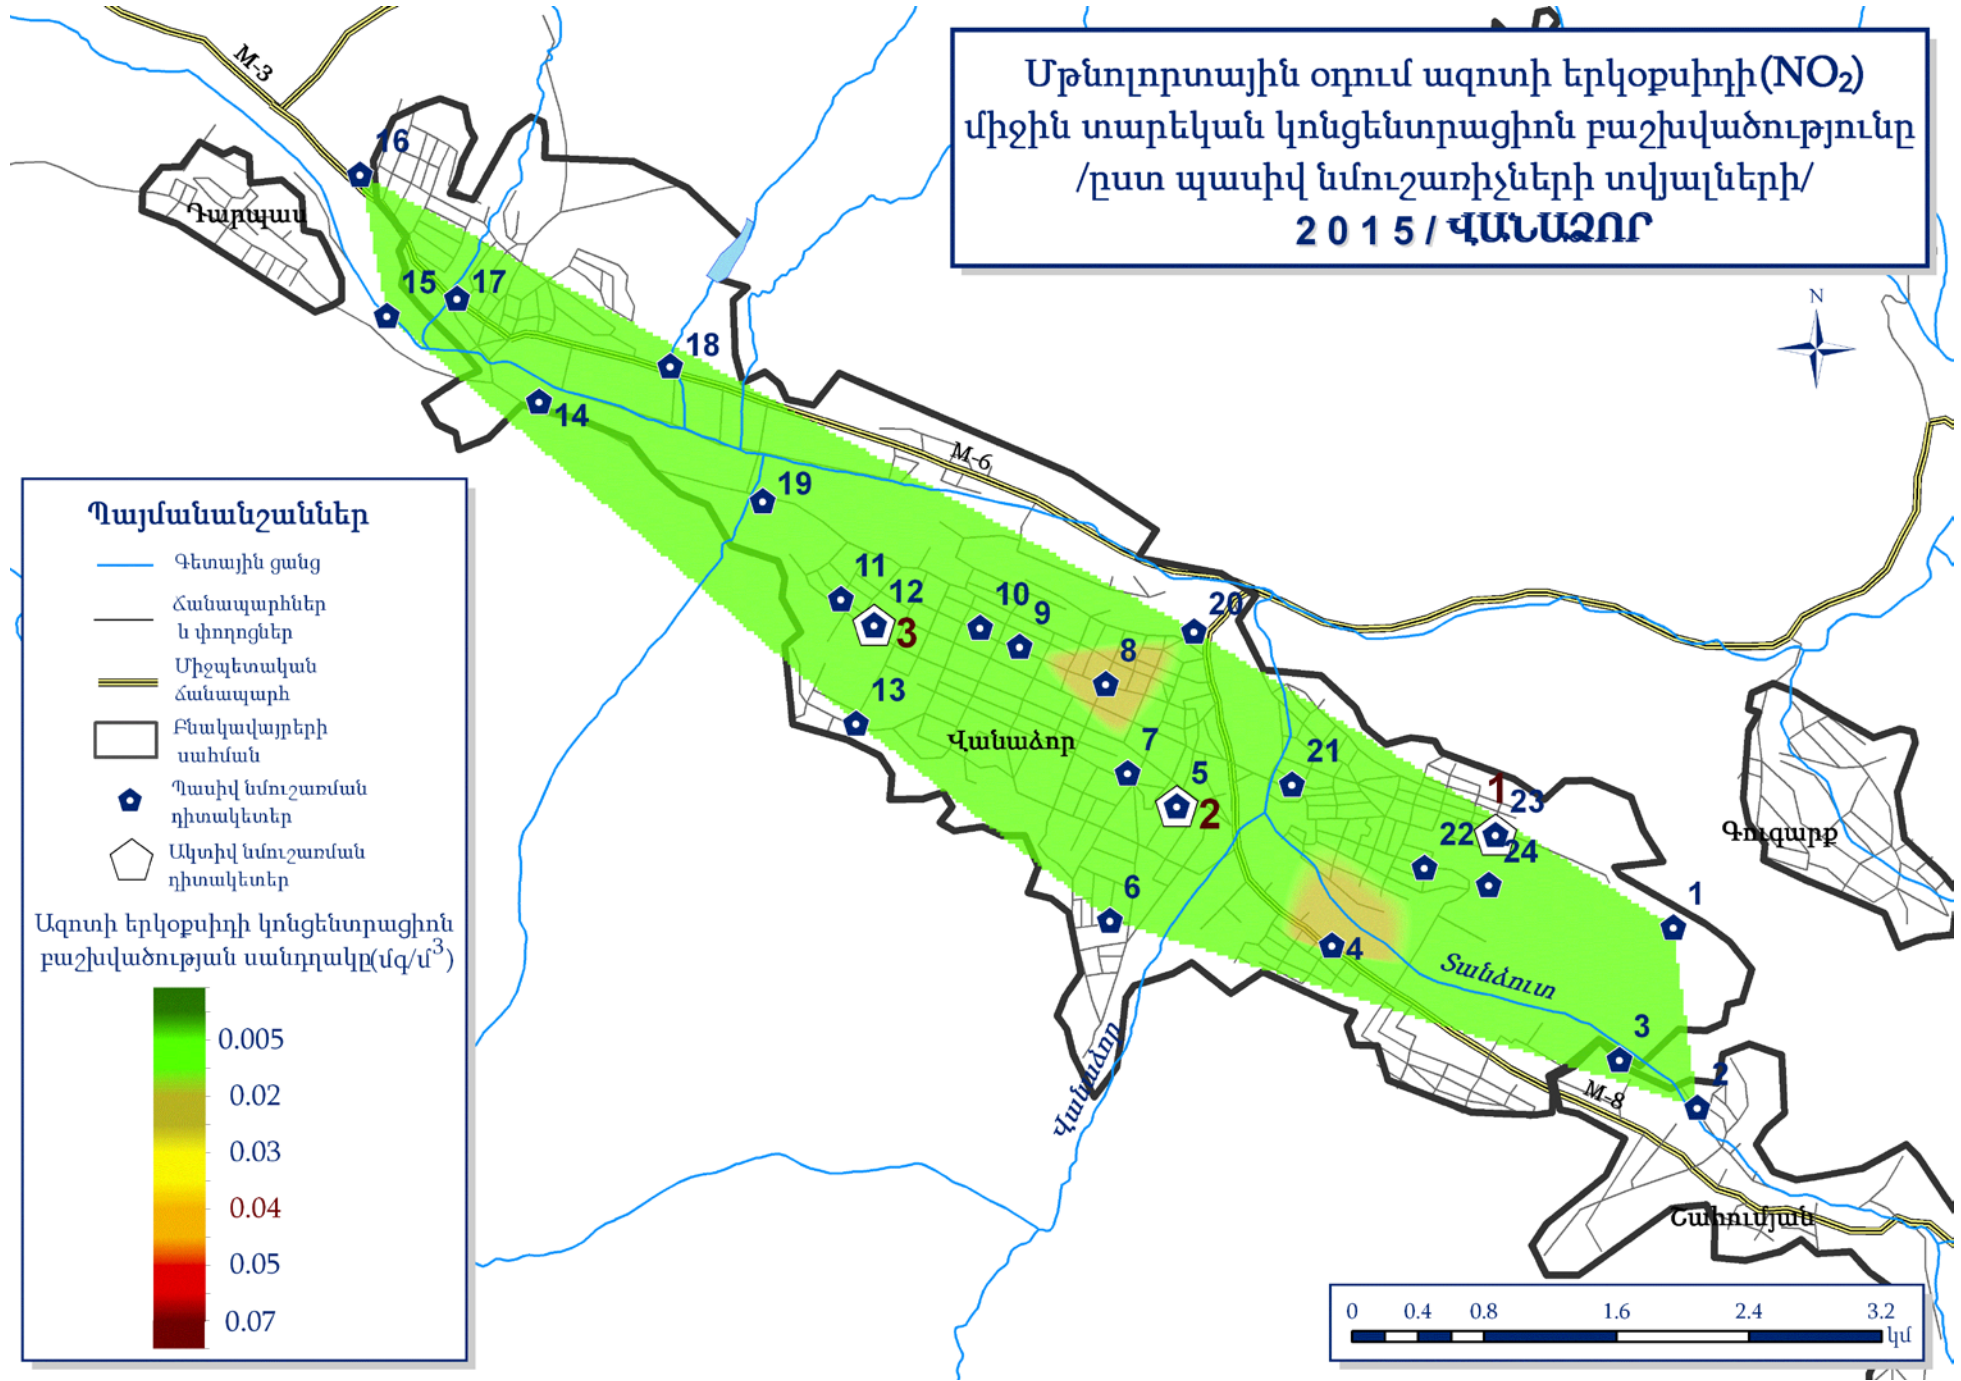 Մթնոլորտային օդում ազոտի երկօքսիդի(NO₂)
միջին տարեկան կոնցենտրացիոն բաշխվածությունը
/ըստ պասիվ նմուշառիչների տվյալների/
2 0 1 5 / ՎԱՆԱՁՈՐ
M-3
16
Դարպաս
N
15
17
18
14
M-6
19
11
12
3
10
9
20
8
13
Վանաձոր
7
5
2
21
1
23
22
24
Գուգարք
6
4
1
Տանձուտ
3
2
Վանաձոր
M-8
Շահումյան
Պայմանանշաններ
Գետային ցանց
Ճանապարհներ
և փողոցներ
Միջպետական
ճանապարհ
Բնակավայրերի
սահման
Պասիվ նմուշառման
դիտակետեր
Ակտիվ նմուշառման
դիտակետեր
Ազոտի երկօքսիդի կոնցենտրացիոն
բաշխվածության սանդղակը(մգ/մ³)
0.005
0.02
0.03
0.04
0.05
0.07
0 0.4 0.8 1.6 2.4 3.2
կմ